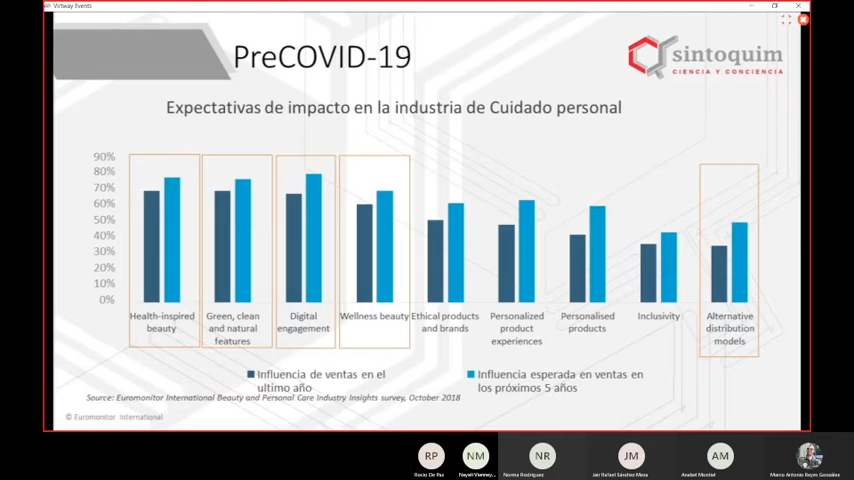 Virtway Events
PreCOVID-19
sintoquim
CIENCIA Y CONCIENCIA
Expectativas de impacto en la industria de Cuidado personal
90%
80%
70%
60%
50%
40%
30%
20%
10%
0%
Health-inspired beauty
Green, clean and natural features
Digital engagement
Wellness beauty
Ethical products and brands
Personalized product experiences
Personalised products
Inclusivity
Alternative distribution models
Influencia de ventas en el
ultimo año
Influencia esperada en ventas en
los próximos 5 años
Source: Euromonitor International Beauty and Personal Care Industry Insights survey, October 2018
© Euromonitor International
RP
NM
NR
JM
AM
Rocio De Paz
Norma Rodriguez
Jair Rafael Sánchez Meza
Anabel Montiel
Marco Antonio Reyes González